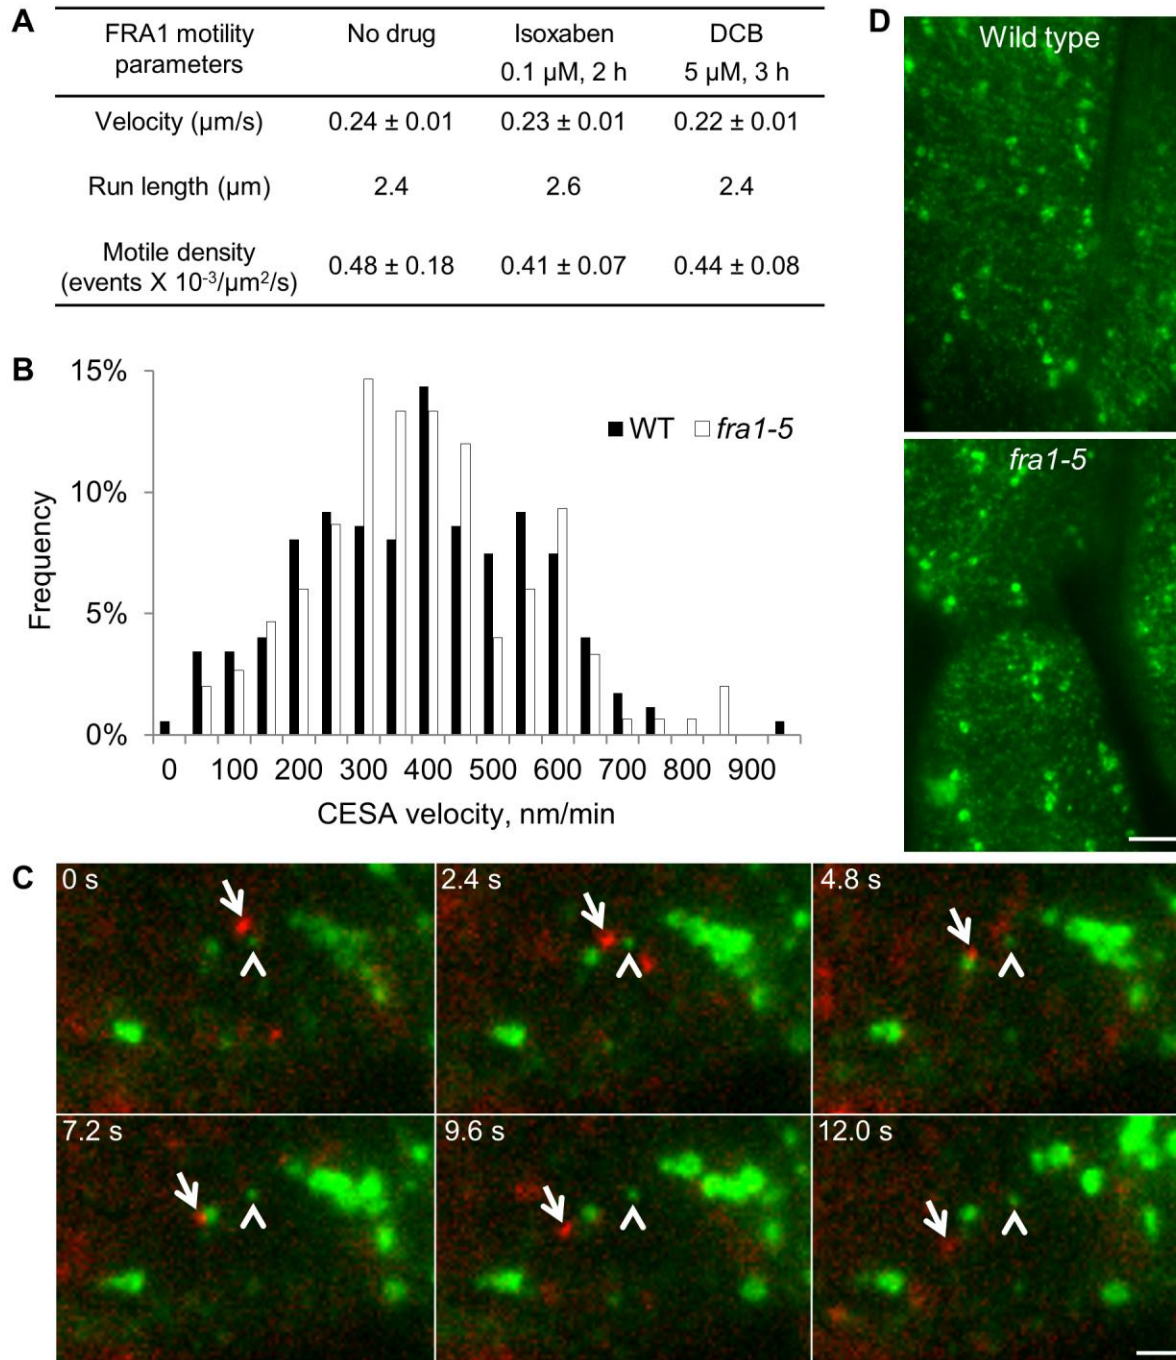 A
FRA1 motility
parameters
No drug
Isoxaben
0.1 µM, 2 h
DCB
5 µM, 3 h
Velocity (µm/s)
0.24 ± 0.01
0.23 ± 0.01
0.22 ± 0.01
Run length (µm)
2.4
2.6
2.4
Motile density
(events X 10⁻³/µm²/s)
0.48 ± 0.18
0.41 ± 0.07
0.44 ± 0.08
B
15%
10%
5%
0%
Frequency
WT
fra1-5
0 100 200 300 400 500 600 700 800 900
CESA velocity, nm/min
C
0 s
2.4 s
4.8 s
7.2 s
9.6 s
12.0 s
D
Wild type
fra1-5